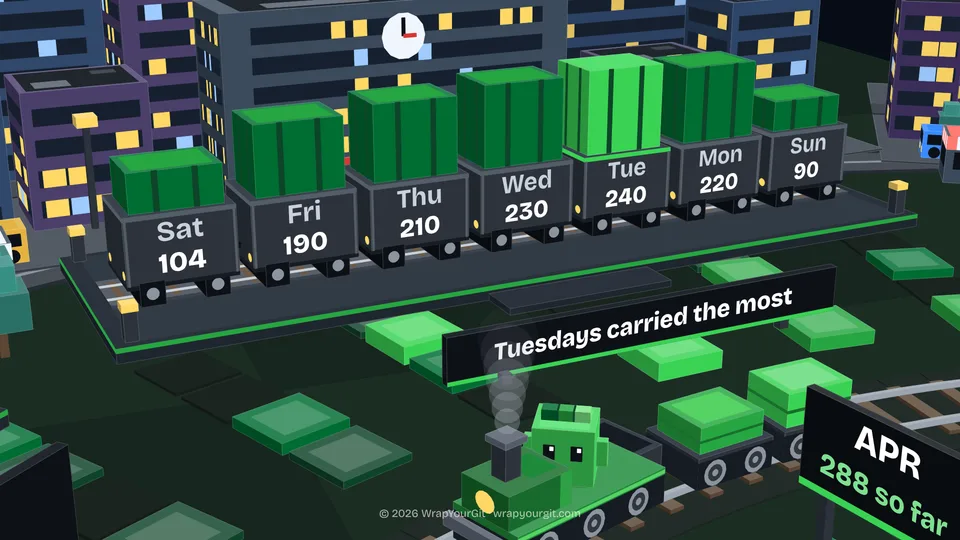 Sat
104
Fri
190
Thu
210
Wed
230
Tue
240
Mon
220
Sun
90
Tuesdays carried the most
APR
288 so far
© 2026 WrapYourGit · wrapyourgit.com